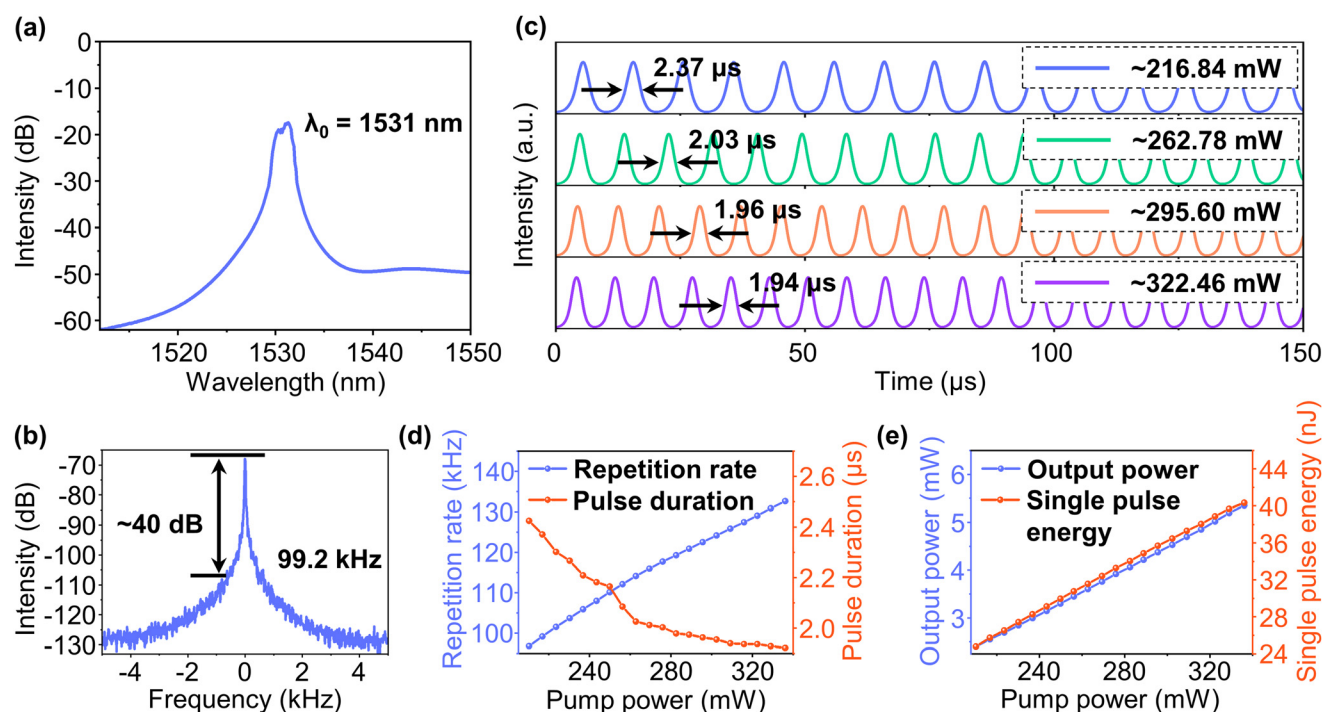 (a)
0
-10
-20
-30
-40
-50
-60
Intensity (dB)
λ0 = 1531 nm
1520
1530
1540
1550
Wavelength (nm)
(c)
Intensity (a.u.)
2.37 µs
~216.84 mW
2.03 µs
~262.78 mW
1.96 µs
~295.60 mW
1.94 µs
~322.46 mW
0
50
100
150
Time (µs)
(b)
-70
-80
-90
-100
-110
-120
-130
Intensity (dB)
~40 dB
99.2 kHz
-4
-2
0
2
4
Frequency (kHz)
(d)
Repetition rate (kHz)
140
130
120
110
100
Repetition rate
Pulse duration
2.6
2.4
2.2
2.0
Pulse duration (µs)
240
280
320
Pump power (mW)
(e)
Output power (mW)
6
5
4
3
Output power
Single pulse
energy
44
40
36
32
28
24
Single pulse energy (nJ)
240
280
320
Pump power (mW)